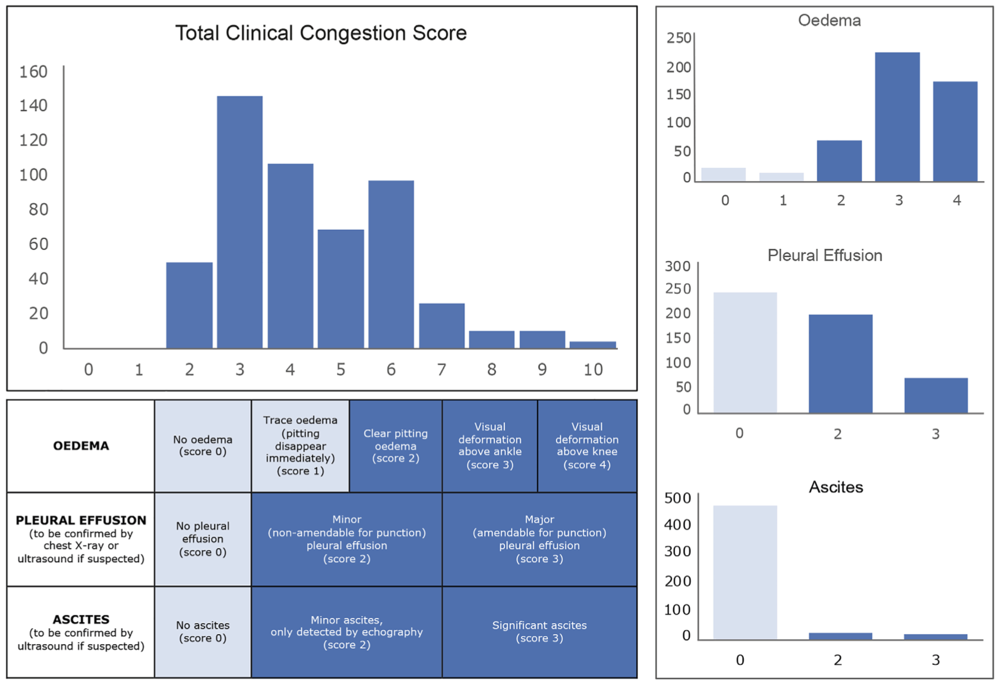 Total Clinical Congestion Score
160
140
120
100
80
60
40
20
0
0 1 2 3 4 5 6 7 8 9 10
OEDEMA
No oedema
(score 0)
Trace oedema
(pitting
disappear
immediately)
(score 1)
Clear pitting
oedema
(score 2)
Visual
deformation
above ankle
(score 3)
Visual
deformation
above knee
(score 4)
PLEURAL EFFUSION
(to be confirmed by
chest X-ray or
ultrasound if suspected)
No pleural
effusion
(score 0)
Minor
(non-amendable for punction)
pleural effusion
(score 2)
Major
(amendable for punction)
pleural effusion
(score 3)
ASCITES
(to be confirmed by
ultrasound if suspected)
No ascites
(score 0)
Minor ascites,
only detected by echography
(score 2)
Significant ascites
(score 3)
Oedema
250
200
150
100
50
0
0 1 2 3 4
Pleural Effusion
300
250
200
150
100
50
0
0 2 3
Ascites
500
400
300
200
100
0
0 2 3